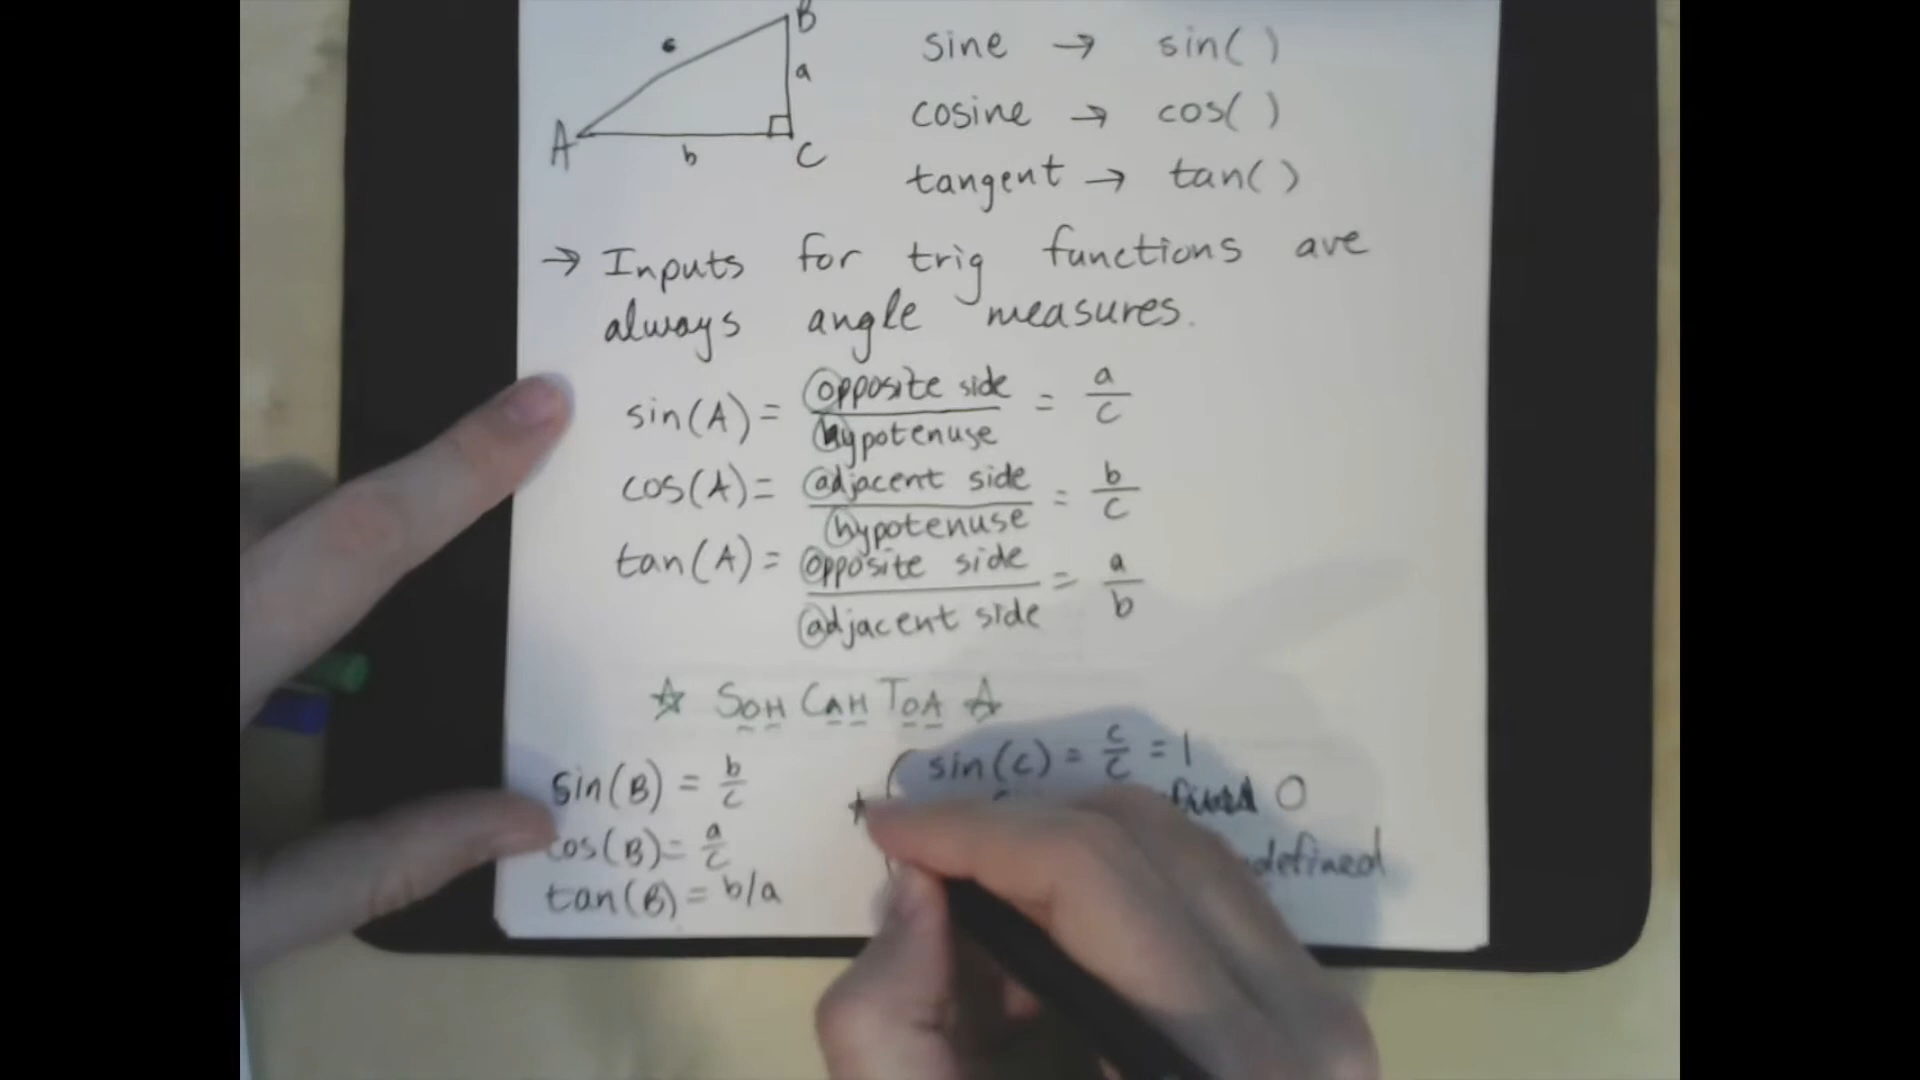 B
c
a
A
b
C
sine → sin( )
cosine → cos( )
tangent → tan( )
→ Inputs for trig functions are
always angle measures.
sin(A) = opposite side / hypotenuse = a/c
cos(A) = adjacent side / hypotenuse = b/c
tan(A) = opposite side / adjacent side = a/b
☆ SOH CAH TOA ☆
sin(B) = b/c
cos(B) = a/c
tan(B) = b/a
sin(C) = c/c = 1
0
defined